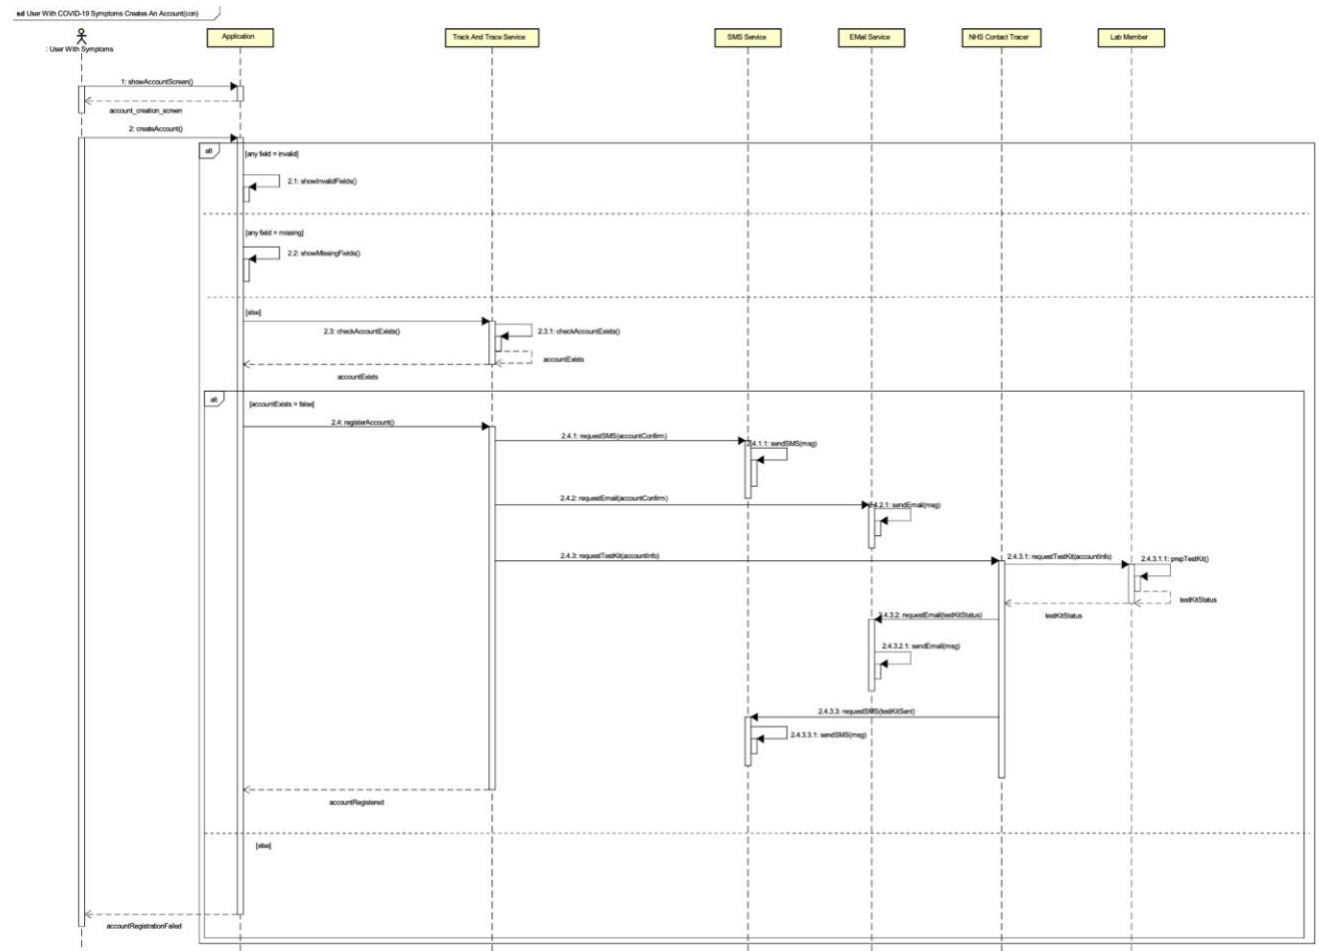 sd User With COVID-19 Symptoms Creates An Account(con)
: User With Symptoms
Application
Track And Trace Service
SMS Service
EMail Service
NHS Contact Tracer
Lab Member
1: showAccountScreen()
account_creation_screen
2: createAccount()
alt
[any field = invalid]
2.1: showInvalidFields()
[any field = missing]
2.2: showMissingFields()
[else]
2.3: checkAccountExists()
2.3.1: checkAccountExists()
accountExists
accountExists
alt
[accountExists = false]
2.4: registerAccount()
2.4.1: requestSMS(accountConfirm)
2.4.1.1: sendSMS(msg)
2.4.2: requestEmail(accountConfirm)
2.4.2.1: sendEmail(msg)
2.4.3: requestTestKit(accountInfo)
2.4.3.1: requestTestKit(accountInfo)
2.4.3.1.1: prepTestKit()
testKitStatus
testKitStatus
2.4.3.2: requestEmail(testKitStatus)
2.4.3.2.1: sendEmail(msg)
2.4.3.3: requestSMS(testKitSent)
2.4.3.3.1: sendSMS(msg)
accountRegistered
[else]
accountRegistrationFailed